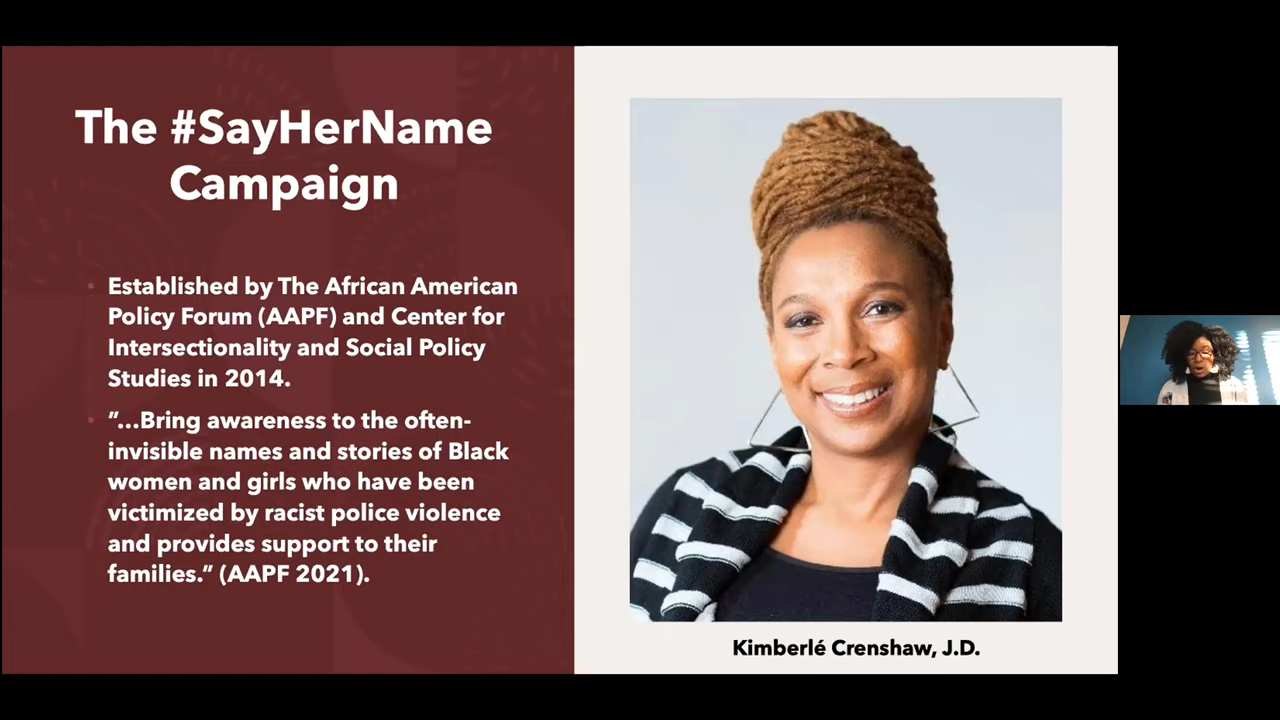 The #SayHerName
Campaign
• Established by The African American
Policy Forum (AAPF) and Center for
Intersectionality and Social Policy
Studies in 2014.
• ”...Bring awareness to the often-
invisible names and stories of Black
women and girls who have been
victimized by racist police violence
and provides support to their
families.” (AAPF 2021).
Kimberlé Crenshaw, J.D.